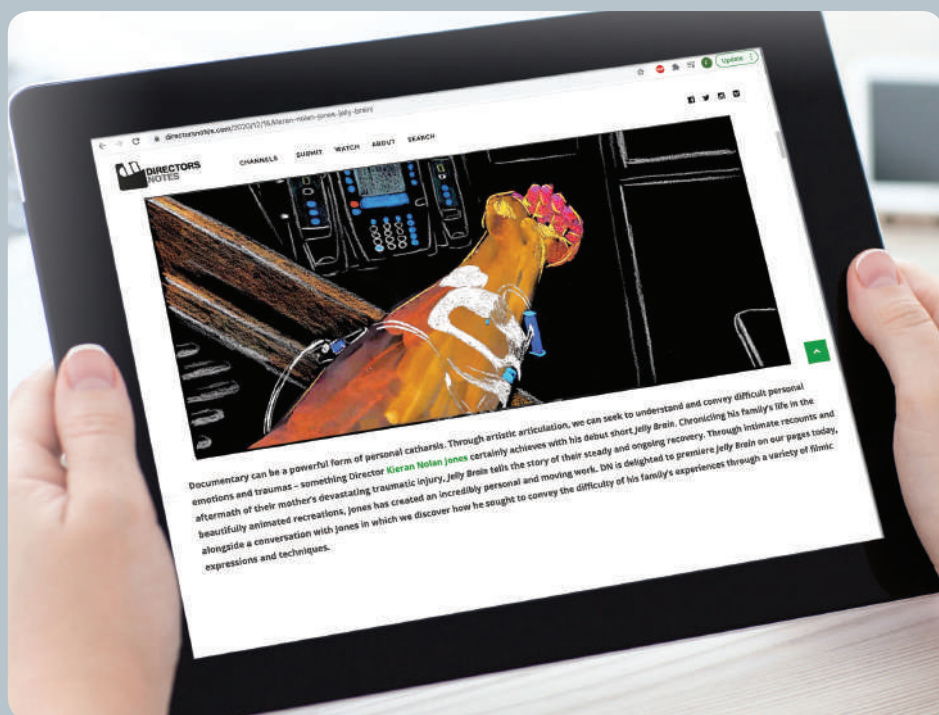 Update
directorsnotes.com/2020/12/16/kieran-nolan-jones-jelly-brain/
DIRECTORS
NOTES
CHANNELS SUBMIT WATCH ABOUT SEARCH
Documentary can be a powerful form of personal catharsis. Through artistic articulation, we can seek to understand and convey difficult personal
emotions and traumas – something Director Kieran Nolan Jones certainly achieves with his debut short Jelly Brain. Chronicling his family's life in the
aftermath of their mother's devastating traumatic injury, Jelly Brain tells the story of their steady and ongoing recovery. Through intimate recounts and
beautifully animated recreations, Jones has created an incredibly personal and moving work. DN is delighted to premiere Jelly Brain on our pages today,
alongside a conversation with Jones in which we discover how he sought to convey the difficulty of his family's experiences through a variety of filmic
expressions and techniques.